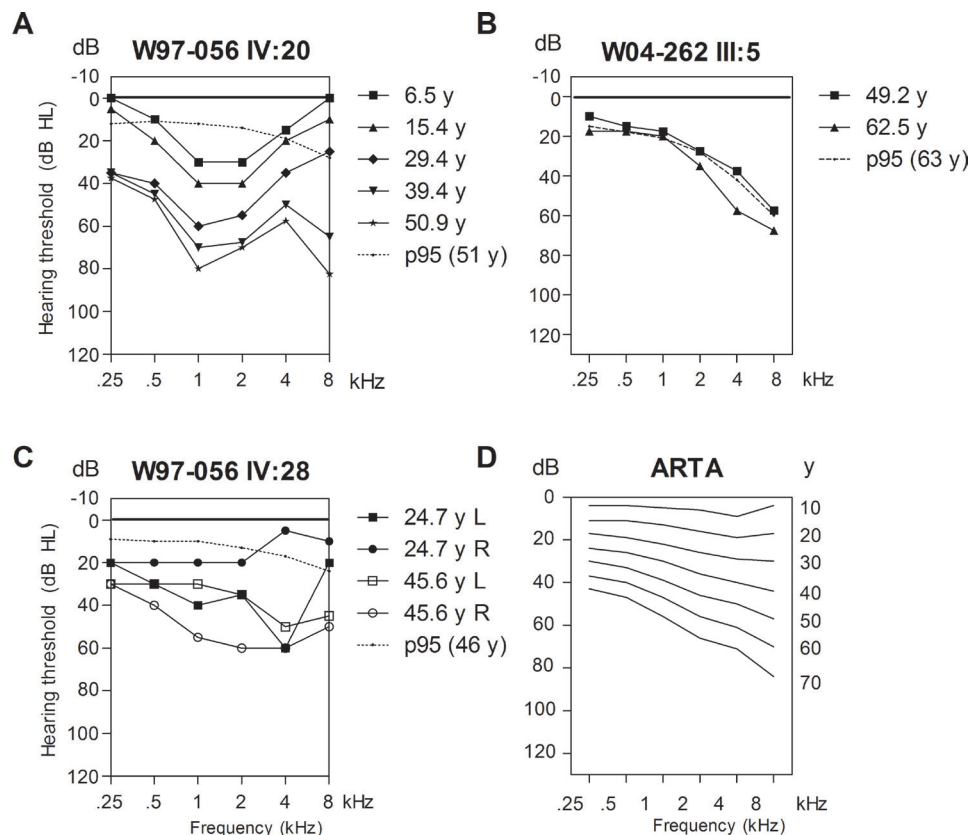 A
dB W97-056 IV:20
-10
0
20
40
60
80
100
120
Hearing threshold (dB HL)
.25 .5 1 2 4 8 kHz
6.5 y
15.4 y
29.4 y
39.4 y
50.9 y
p95 (51 y)
B
dB W04-262 III:5
-10
0
20
40
60
80
100
120
.25 .5 1 2 4 8 kHz
49.2 y
62.5 y
p95 (63 y)
C
dB W97-056 IV:28
-10
0
20
40
60
80
100
120
Hearing threshold (dB HL)
.25 .5 1 2 4 8 kHz
Frequency (kHz)
24.7 y L
24.7 y R
45.6 y L
45.6 y R
p95 (46 y)
D
dB ARTA y
0
20
40
60
80
100
120
10
20
30
40
50
60
70
.25 .5 1 2 4 8 kHz
Frequency (kHz)